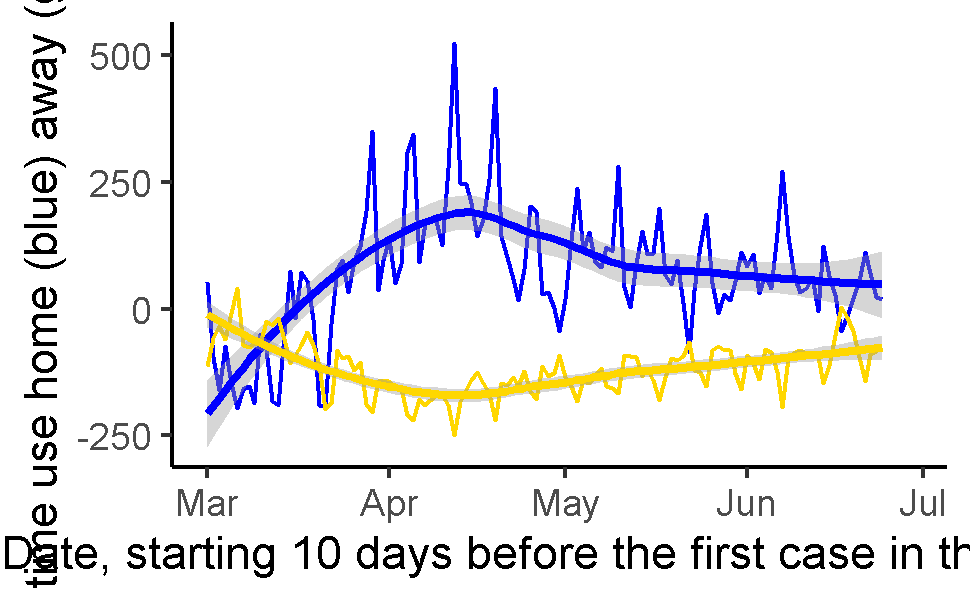 time use home (blue) away (
500
250
0
-250
Mar Apr May Jun Jul
Date, starting 10 days before the first case in th